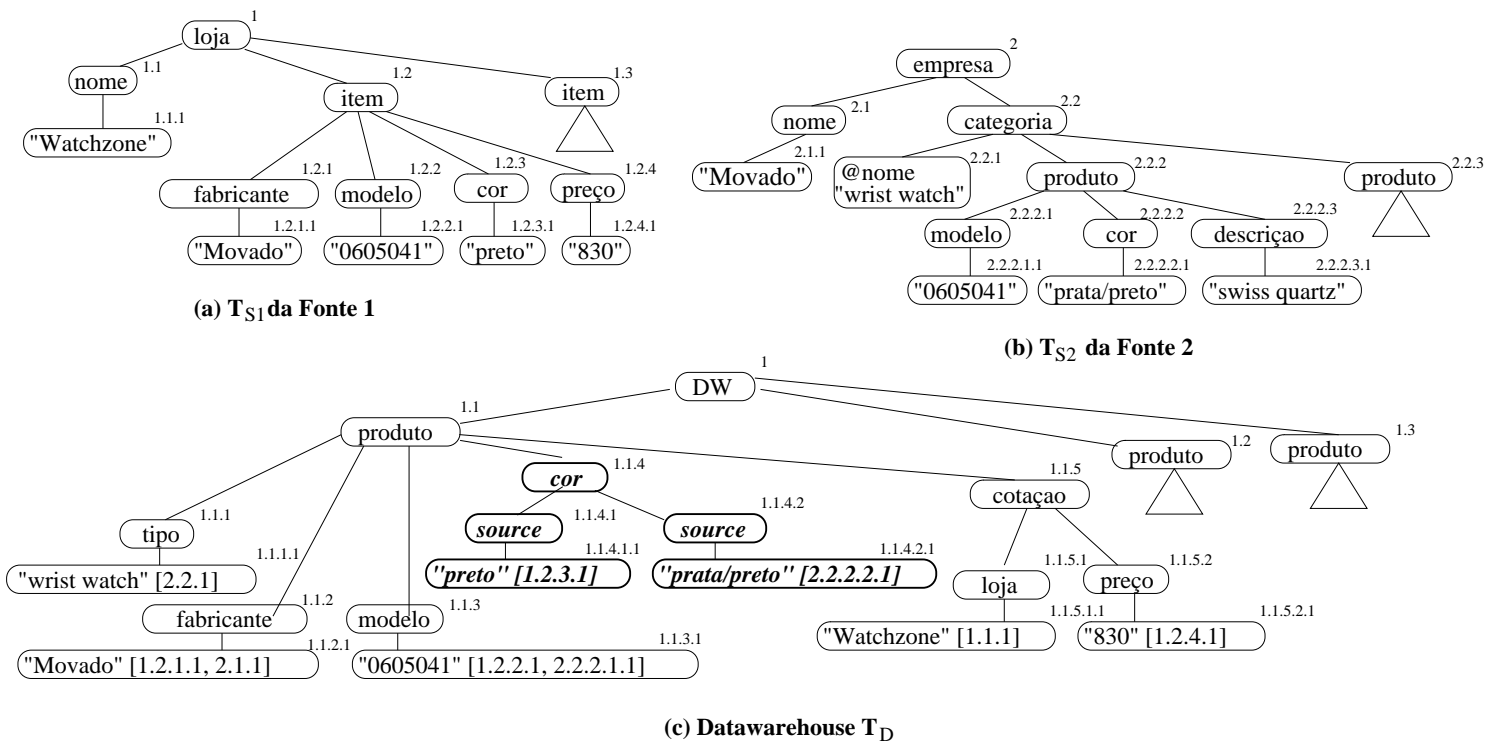 1
loja
1.1
nome
1.1.1
"Watchzone"
1.2
item
1.3
item
1.2.1
fabricante
1.2.2
modelo
1.2.3
cor
1.2.4
preço
1.2.1.1
"Movado"
1.2.2.1
"0605041"
1.2.3.1
"preto"
1.2.4.1
"830"
(a) TS1 da Fonte 1
2
empresa
2.1
nome
2.2
categoria
2.1.1
"Movado"
2.2.1
@nome
"wrist watch"
2.2.2
produto
2.2.3
produto
2.2.2.1
modelo
2.2.2.2
cor
2.2.2.3
descriçao
2.2.2.1.1
"0605041"
2.2.2.2.1
"prata/preto"
2.2.2.3.1
"swiss quartz"
(b) TS2 da Fonte 2
1
DW
1.1
produto
1.2
produto
1.3
produto
1.1.1
tipo
1.1.1.1
"wrist watch" [2.2.1]
1.1.2
fabricante
1.1.2.1
"Movado" [1.2.1.1, 2.1.1]
1.1.3
modelo
1.1.3.1
"0605041" [1.2.2.1, 2.2.2.1.1]
1.1.4
cor
1.1.4.1
source
1.1.4.2
source
1.1.4.1.1
"preto" [1.2.3.1]
1.1.4.2.1
"prata/preto" [2.2.2.2.1]
1.1.5
cotaçao
1.1.5.1
loja
1.1.5.2
preço
1.1.5.1.1
"Watchzone" [1.1.1]
1.1.5.2.1
"830" [1.2.4.1]
(c) Datawarehouse TD